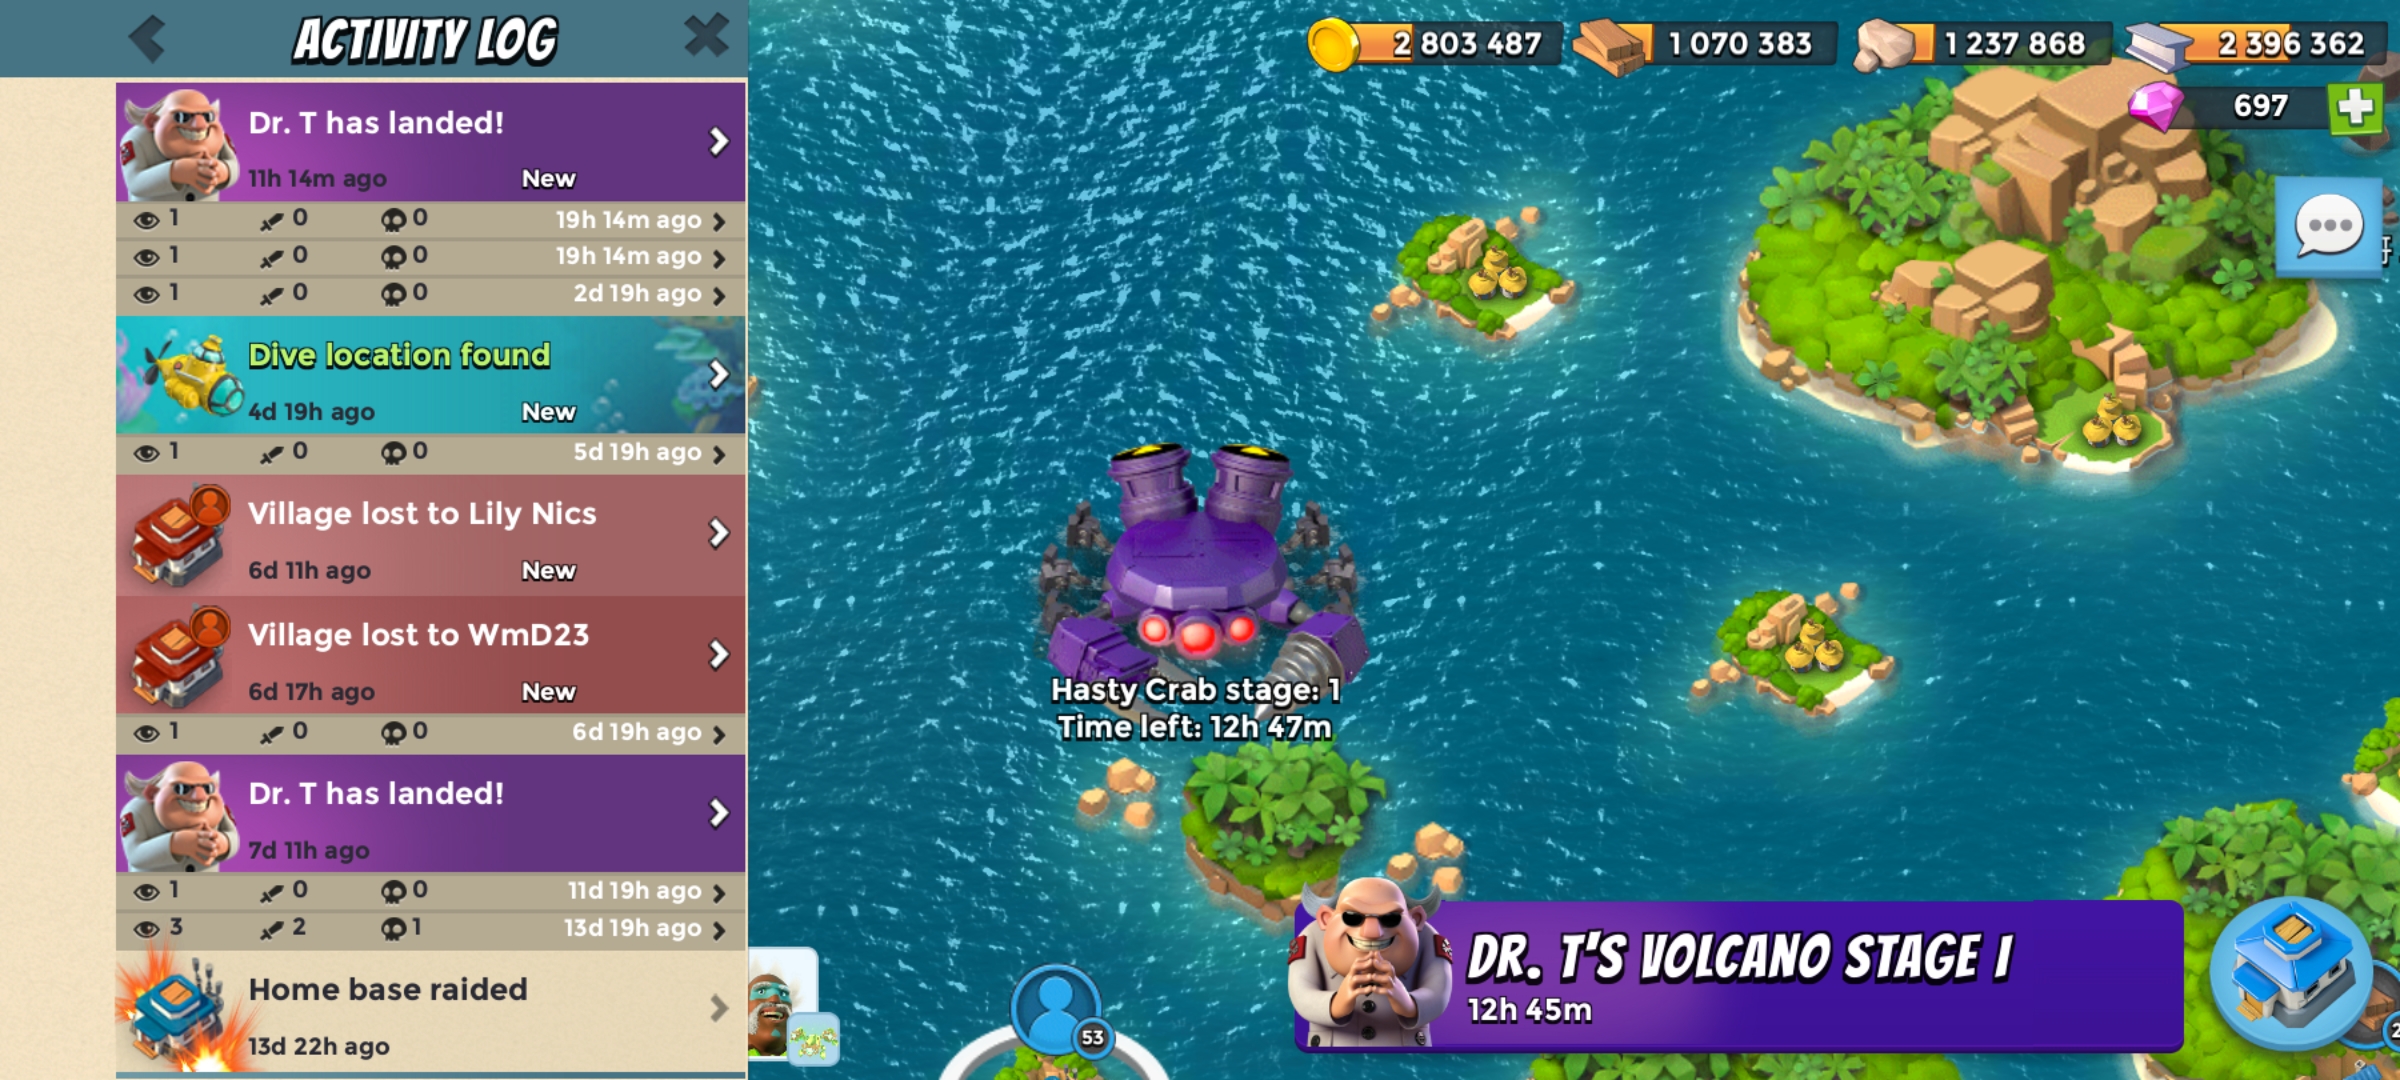 ACTIVITY LOG
Dr. T has landed!
11h 14m ago New
1 0 0 19h 14m ago
1 0 0 19h 14m ago
1 0 0 2d 19h ago
Dive location found
4d 19h ago New
1 0 0 5d 19h ago
Village lost to Lily Nics
6d 11h ago New
Village lost to WmD23
6d 17h ago New
1 0 0 6d 19h ago
Dr. T has landed!
7d 11h ago
1 0 0 11d 19h ago
3 2 1 13d 19h ago
Home base raided
13d 22h ago
2 803 487 1 070 383 1 237 868 2 396 362
697
Hasty Crab stage: 1
Time left: 12h 47m
DR. T'S VOLCANO STAGE I
12h 45m
53